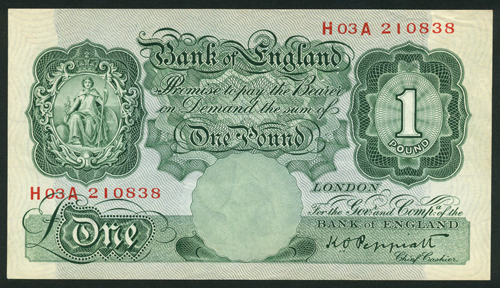 H03A 210838
Bank of England
Promise to pay the Bearer
on Demand the sum of
One Pound
1
POUND
H03A 210838
LONDON
For the Govr. and Compa. of the
BANK OF ENGLAND
£One
K O Peppiatt
Chief Cashier.